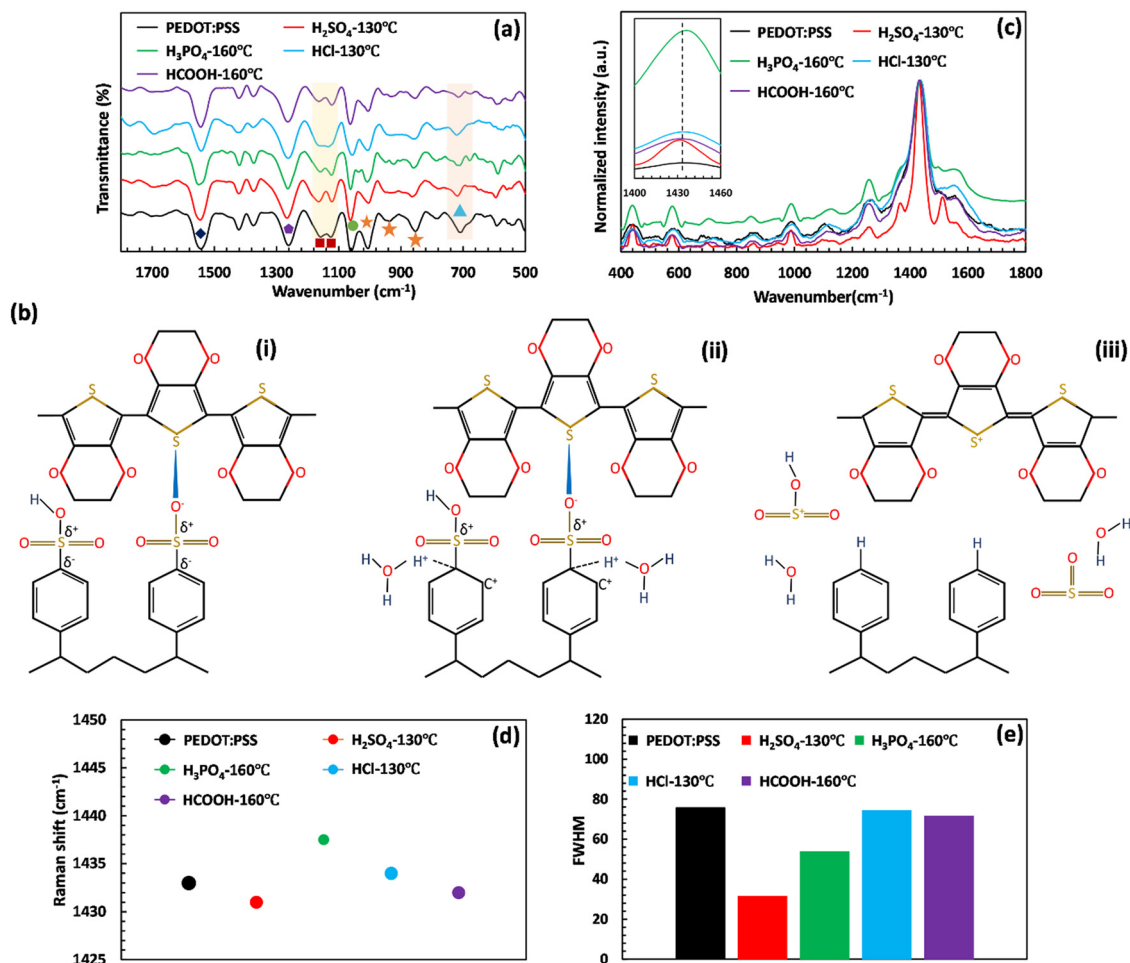 (a)
PEDOT:PSS
H₂SO₄-130℃
H₃PO₄-160℃
HCl-130℃
HCOOH-160℃
Transmittance (%)
1700 1500 1300 1100 900 700 500
Wavenumber (cm⁻¹)
(c)
PEDOT:PSS
H₂SO₄-130℃
H₃PO₄-160℃
HCl-130℃
HCOOH-160℃
Normalized intensity (a.u.)
1400 1430 1460
400 600 800 1000 1200 1400 1600 1800
Wavenumber(cm⁻¹)
(b)
(i)
S S
O O
S
O O O O
O⁻
H
O
δ⁺ δ⁺
O S O O S O
δ⁻ δ⁻
(ii)
S S
O O
S
O O O O
O⁻
H
O
δ⁺ δ⁺
O S O O S O
H O H⁺ C⁺
H
H⁺ O H C⁺
H
(iii)
S S
O O
S⁺
O O O O
H
O
O S⁺ O
H O H
H H
O
O S O
H O H
1450
1445
1440
1435
1430
1425
Raman shift (cm⁻¹)
(d)
PEDOT:PSS
H₂SO₄-130℃
H₃PO₄-160℃
HCl-130℃
HCOOH-160℃
120
100
80
60
40
20
0
FWHM
(e)
PEDOT:PSS
H₂SO₄-130℃
H₃PO₄-160℃
HCl-130℃
HCOOH-160℃